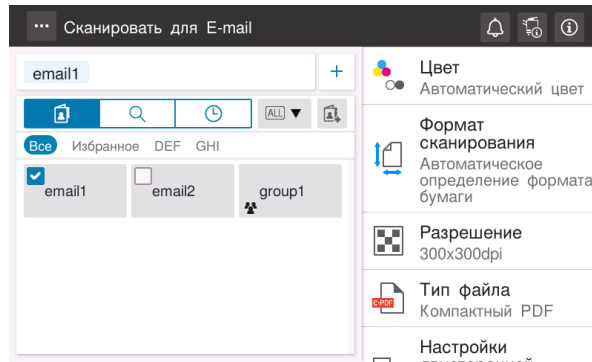 Сканировать для E-mail
email1
+
ALL
Все Избранное DEF GHI
email1 email2 group1
Цвет
Автоматический цвет
Формат
сканирования
Автоматическое
определение формата
бумаги
Разрешение
300x300dpi
C-PDF
Тип файла
Компактный PDF
Настройки